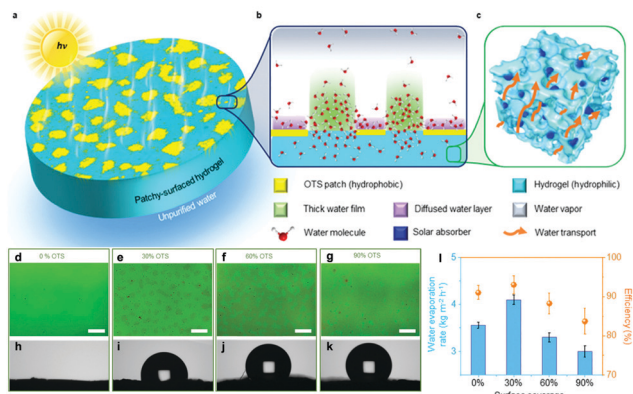 a
b
c
hν
Patchy-surfaced hydrogel
Unpurified water
OTS patch (hydrophobic)
Hydrogel (hydrophilic)
Thick water film
Diffused water layer
Water vapor
Water molecule
Solar absorber
Water transport
d
0 % OTS
e
30% OTS
f
60% OTS
g
90% OTS
h
i
j
k
l
Water evaporation
rate (kg m⁻² h⁻¹)
5
4
3
0%
30%
60%
90%
100
90
80
70
Efficiency (%)
Surface coverage